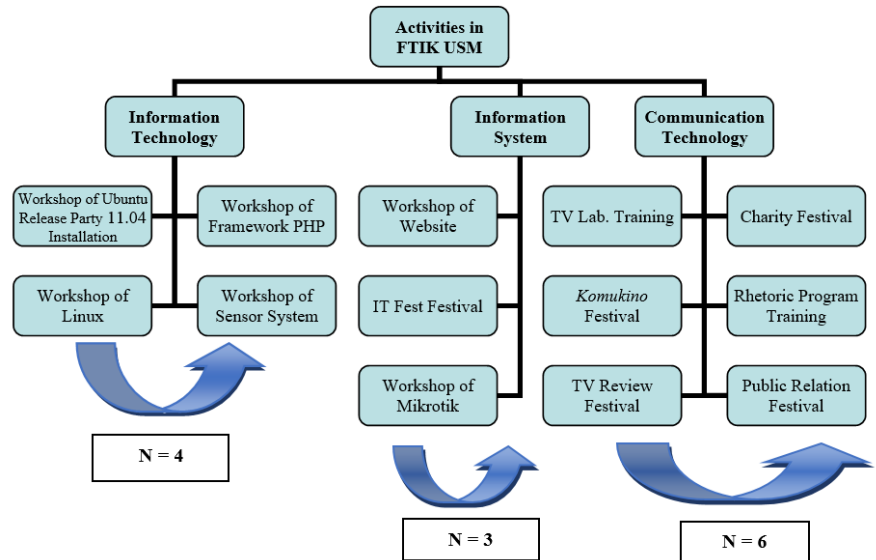 Activities in
FTIK USM
Information
Technology
Information
System
Communication
Technology
Workshop of Ubuntu
Release Party 11.04
Installation
Workshop of
Framework PHP
Workshop of
Website
TV Lab. Training
Charity Festival
Workshop of
Linux
Workshop of
Sensor System
IT Fest Festival
Komukino
Festival
Rhetoric Program
Training
Workshop of
Mikrotik
TV Review
Festival
Public Relation
Festival
N = 4
N = 3
N = 6